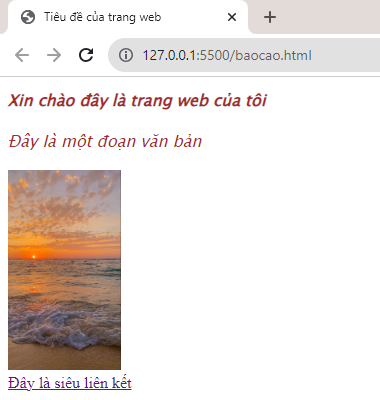 Tiêu đề của trang web
127.0.0.1:5500/baocao.html
Xin chào đây là trang web của tôi
Đây là một đoạn văn bản
Đây là siêu liên kết